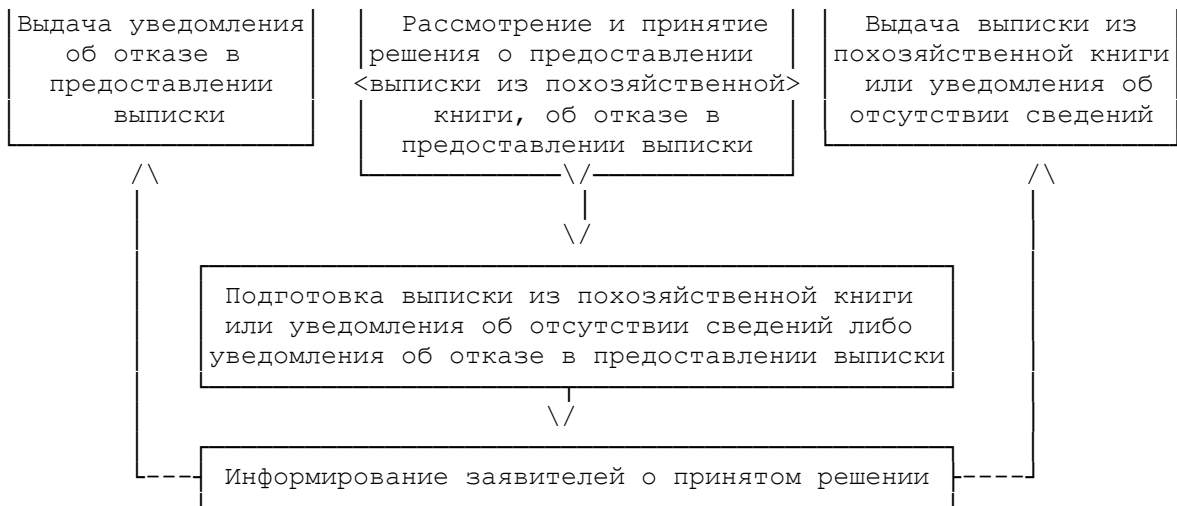 Выдача уведомления
об отказе в
предоставлении
выписки
Рассмотрение и принятие
решения о предоставлении
<выписки из похозяйственной>
книги, об отказе в
предоставлении выписки
Выдача выписки из
похозяйственной книги
или уведомления об
отсутствии сведений
Подготовка выписки из похозяйственной книги
или уведомления об отсутствии сведений либо
уведомления об отказе в предоставлении выписки
Информирование заявителей о принятом решении